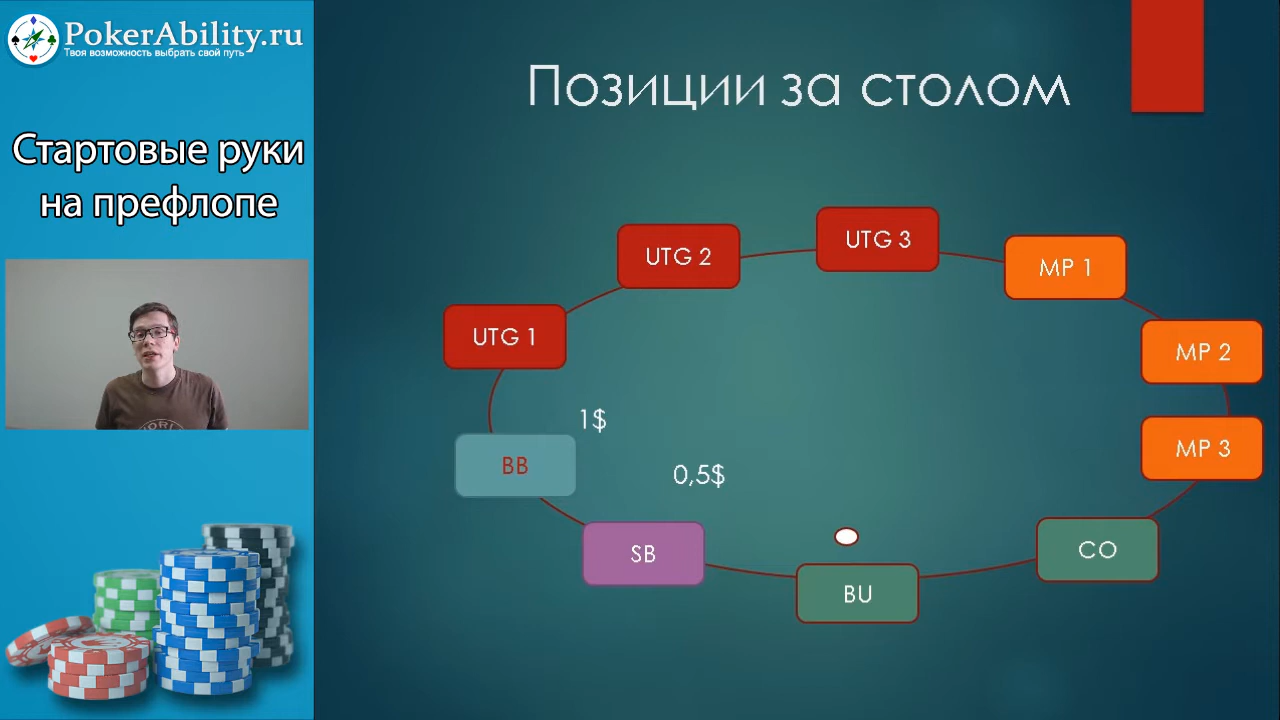 PokerAbility.ru
Твоя возможность выбрать свой путь
Стартовые руки
на префлопе
Позиции за столом
UTG 1
UTG 2
UTG 3
MP 1
MP 2
MP 3
CO
BU
SB
BB
1$
0,5$